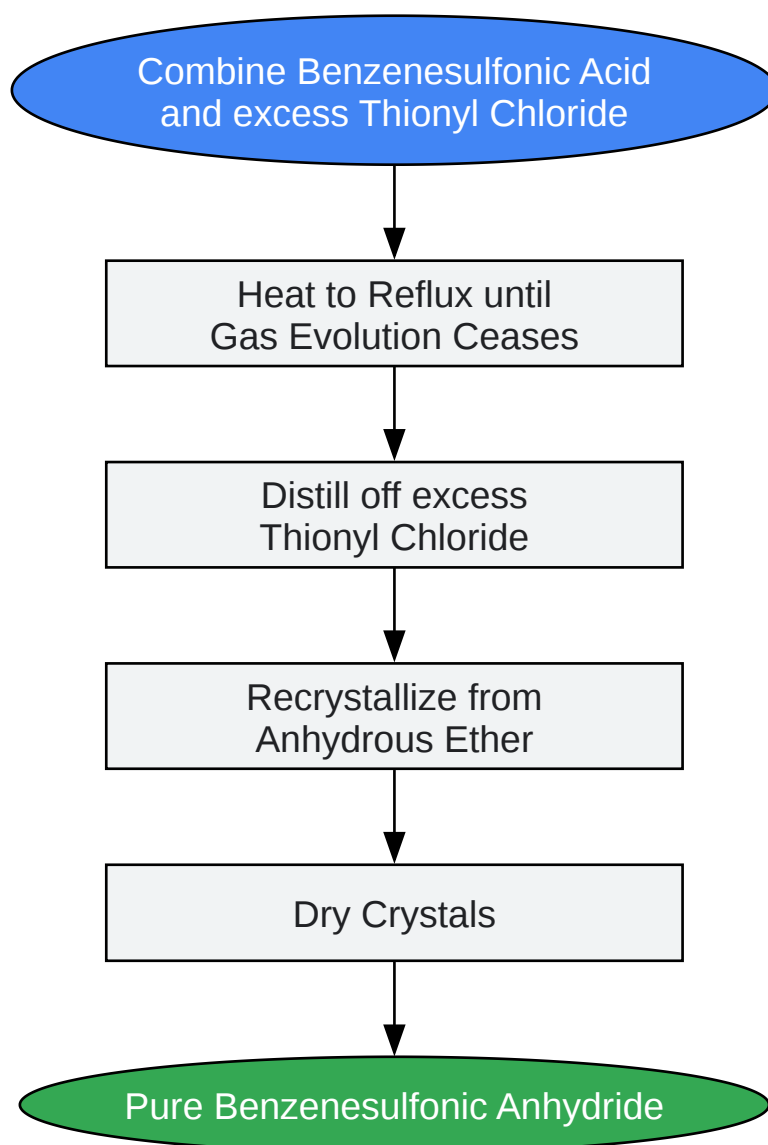 Combine Benzenesulfonic Acid
and excess Thionyl Chloride
Heat to Reflux until
Gas Evolution Ceases
Distill off excess
Thionyl Chloride
Recrystallize from
Anhydrous Ether
Dry Crystals
Pure Benzenesulfonic Anhydride